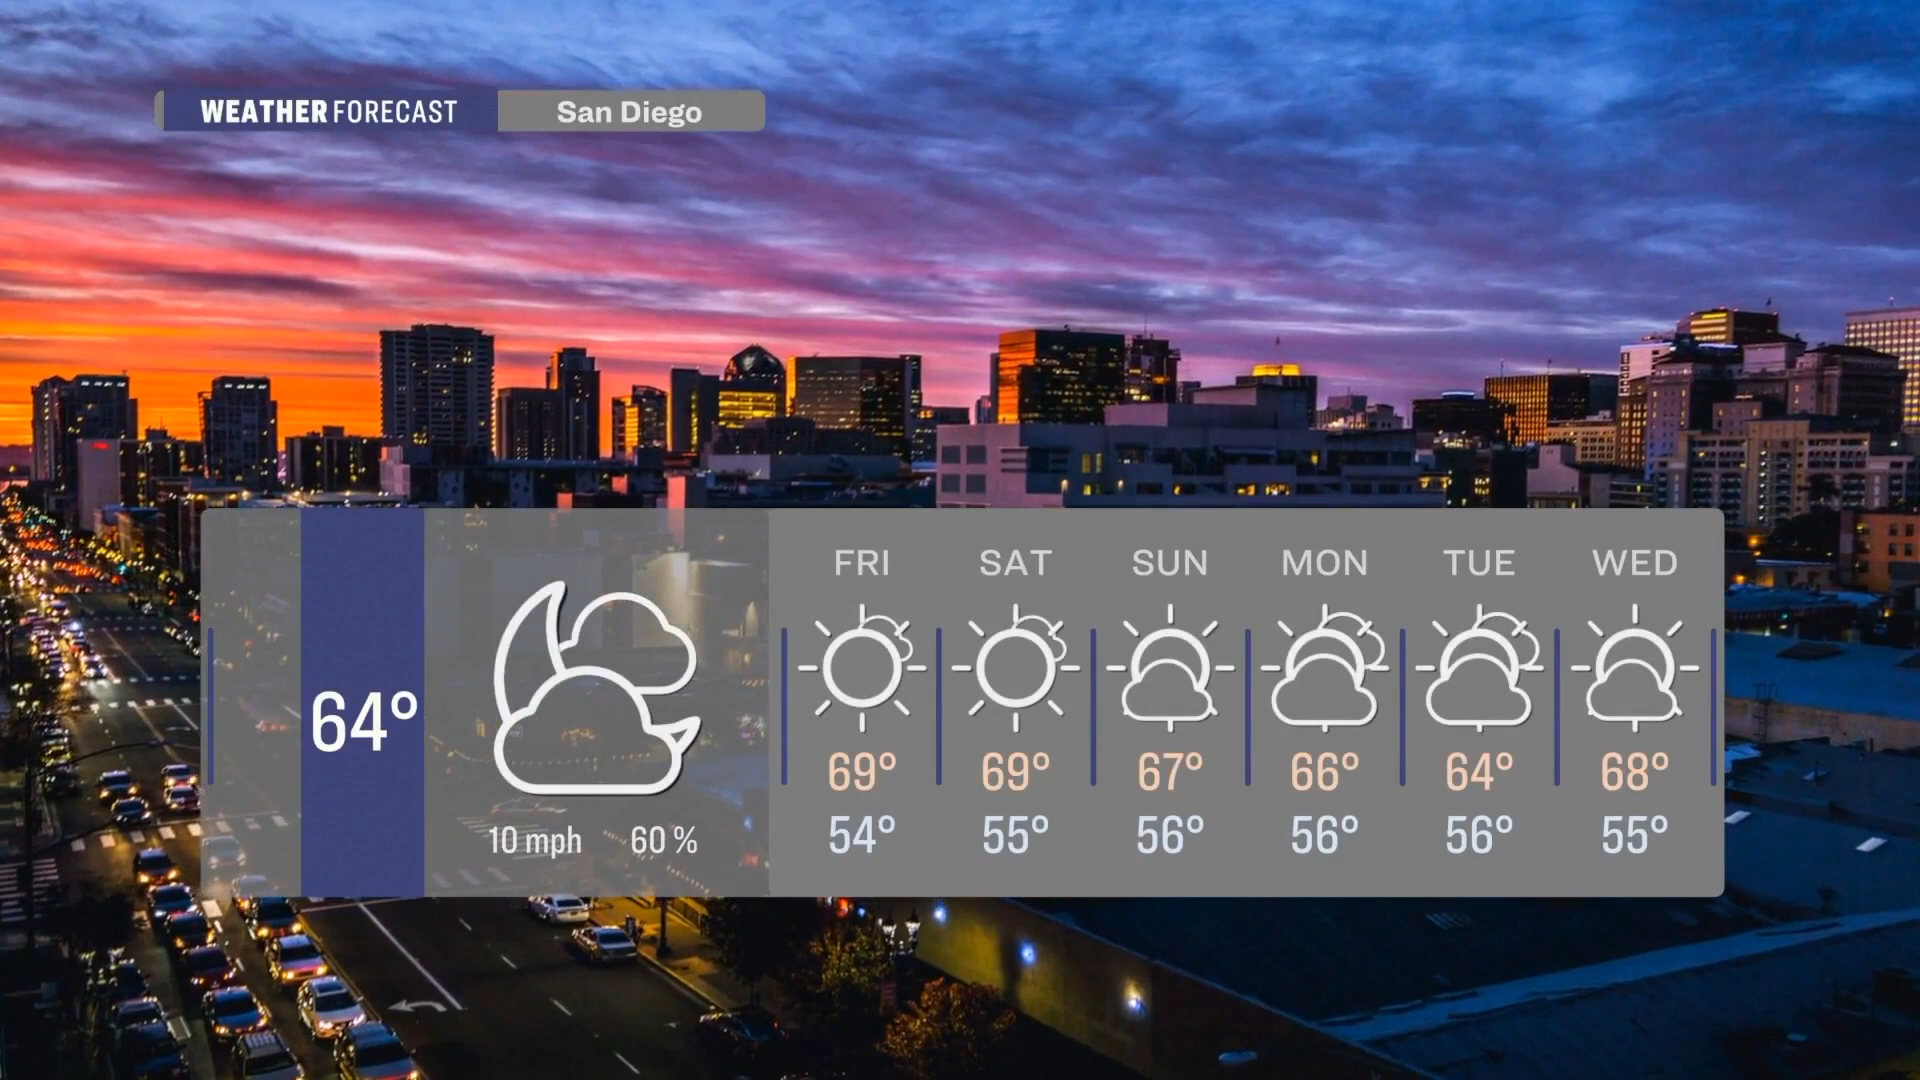 WEATHER FORECAST San Diego
FRI SAT SUN MON TUE WED
64°
69° 69° 67° 66° 64° 68°
10 mph 60 % 54° 55° 56° 56° 56° 55°